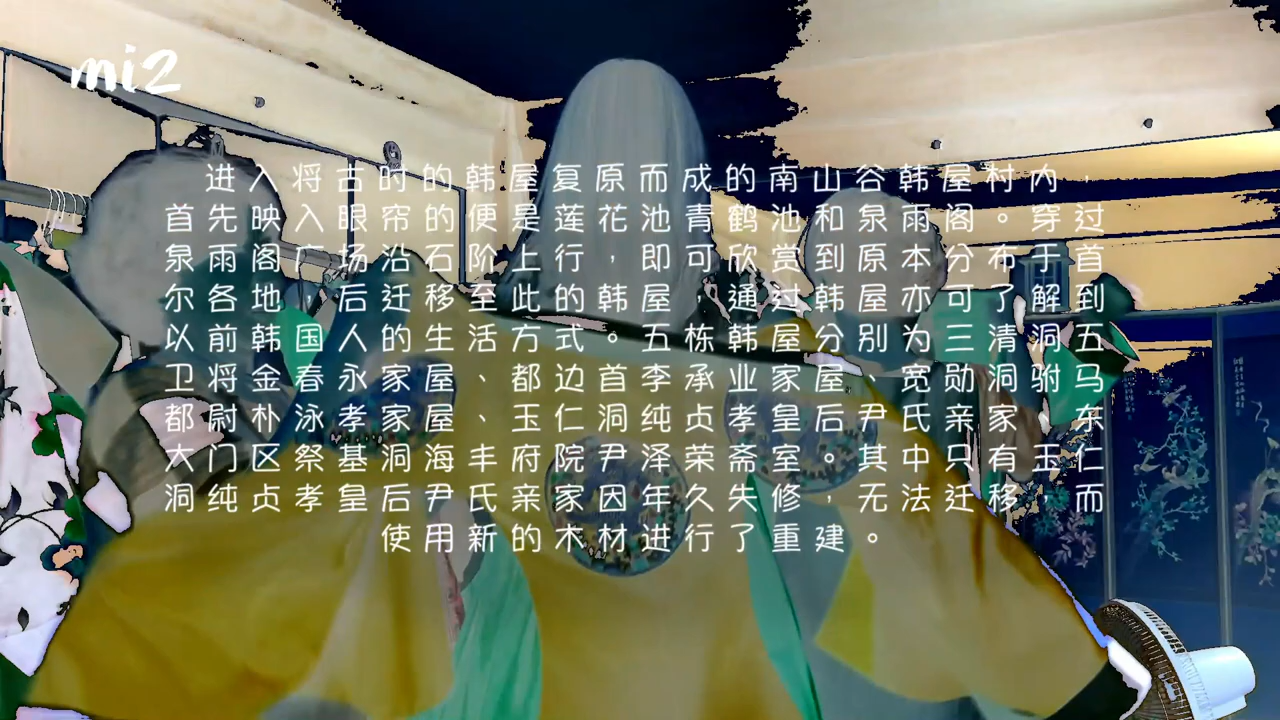 mi2
进入将古时的韩屋复原而成的南山谷韩屋村内，
首先映入眼帘的便是莲花池青鹤池和泉雨阁。穿过
泉雨阁广场沿石阶上行，即可欣赏到原本分布于首
尔各地、后迁移至此的韩屋，通过韩屋亦可了解到
以前韩国人的生活方式。五栋韩屋分别为三清洞五
卫将金春永家屋、都边首李承业家屋、宽勋洞驸马
都尉朴泳孝家屋、玉仁洞纯贞孝皇后尹氏亲家、东
大门区祭基洞海丰府院尹泽荣斋室。其中只有玉仁
洞纯贞孝皇后尹氏亲家因年久失修，无法迁移，而
使用新的木材进行了重建。